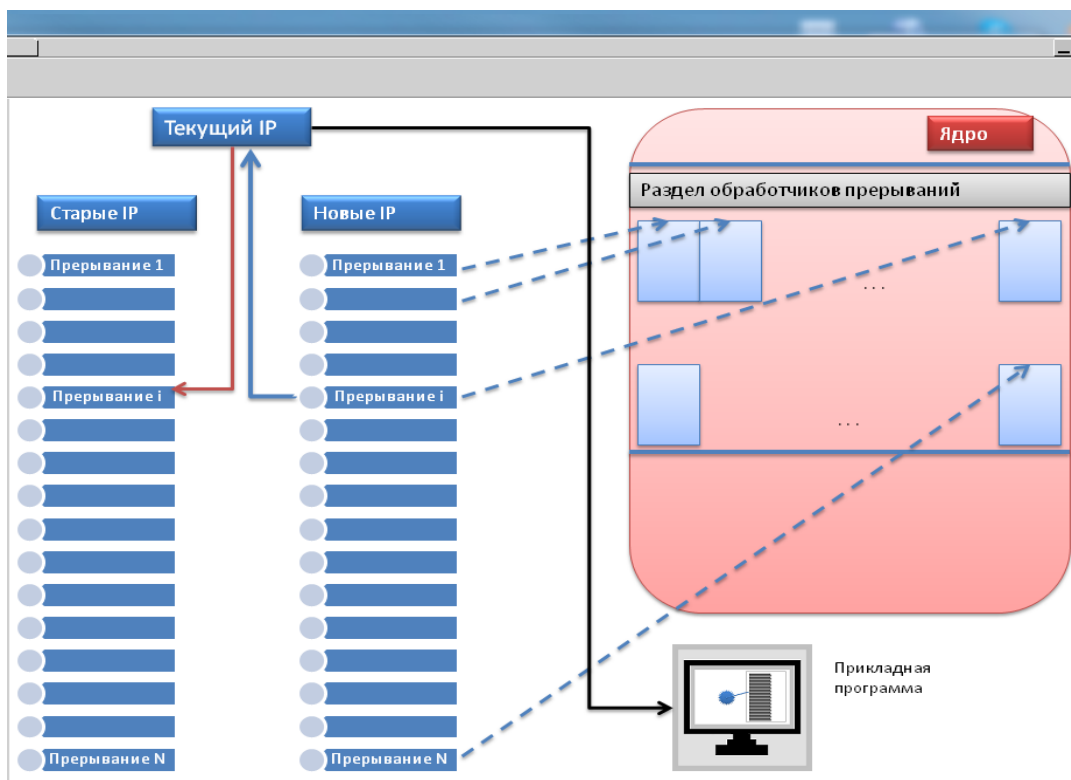 Текущий IP
Ядро
Раздел обработчиков прерываний
Старые IP
Новые IP
Прерывание 1
Прерывание 1
...
Прерывание i
Прерывание i
...
Прикладная
программа
Прерывание N
Прерывание N